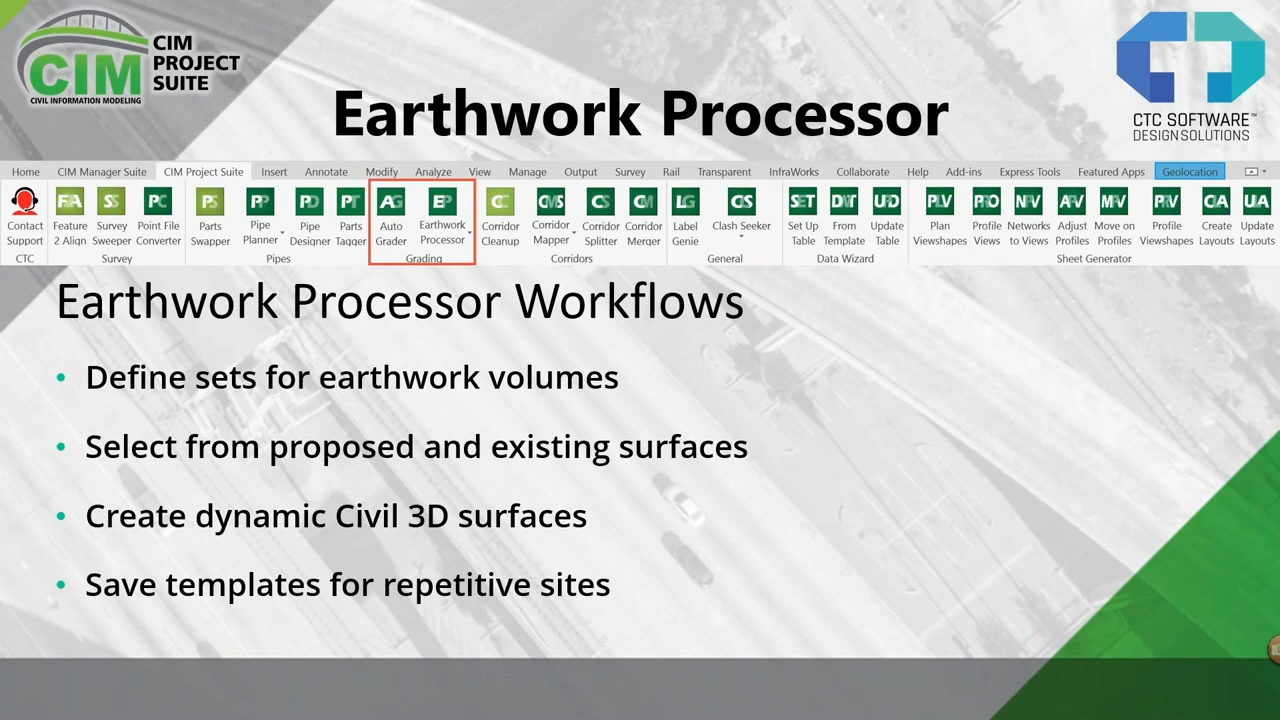 CIM
CIVIL INFORMATION MODELING
CIM
PROJECT
SUITE
CTC SOFTWARE™
DESIGN SOLUTIONS
Earthwork Processor
Home CIM Manager Suite CIM Project Suite Insert Annotate Modify Analyze View Manage Output Survey Rail Transparent InfraWorks Collaborate Help Add-ins Express Tools Featured Apps Geolocation
Contact Support
Feature 2 Align
Survey Sweeper
Point File Converter
Parts Swapper
Pipe Planner
Pipe Designer
Parts Tagger
Auto Grader
Earthwork Processor
Corridor Cleanup
Corridor Mapper
Corridor Splitter
Corridor Merger
Label Genie
Clash Seeker
Set Up Table
From Template
Update Table
Plan Viewshapes
Profile Views
Networks to Views
Adjust Profiles
Move on Profiles
Profile Viewshapes
Create Layouts
Update Layouts
CTC Survey Pipes Grading Corridors General Data Wizard Sheet Generator
Earthwork Processor Workflows
• Define sets for earthwork volumes
• Select from proposed and existing surfaces
• Create dynamic Civil 3D surfaces
• Save templates for repetitive sites